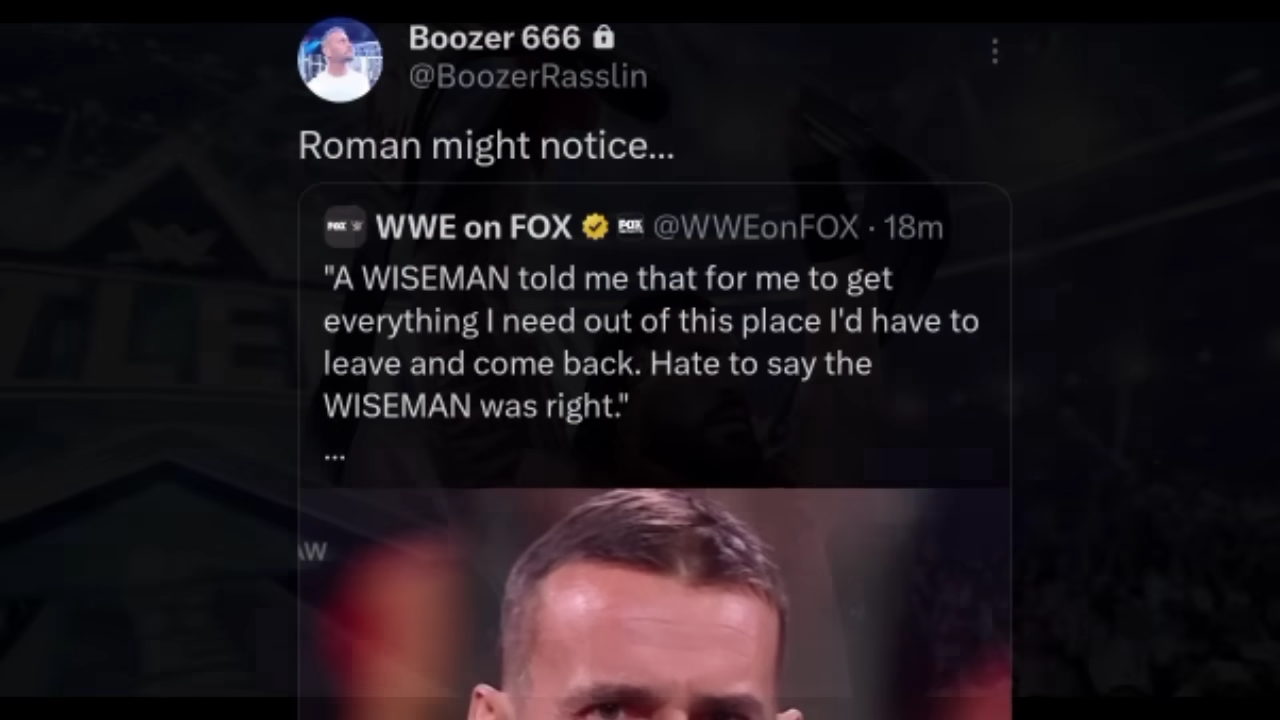 Boozer 666
@BoozerRasslin
Roman might notice...
WWE on FOX @WWEonFOX · 18m
"A WISEMAN told me that for me to get
everything I need out of this place I'd have to
leave and come back. Hate to say the
WISEMAN was right."
...
AW